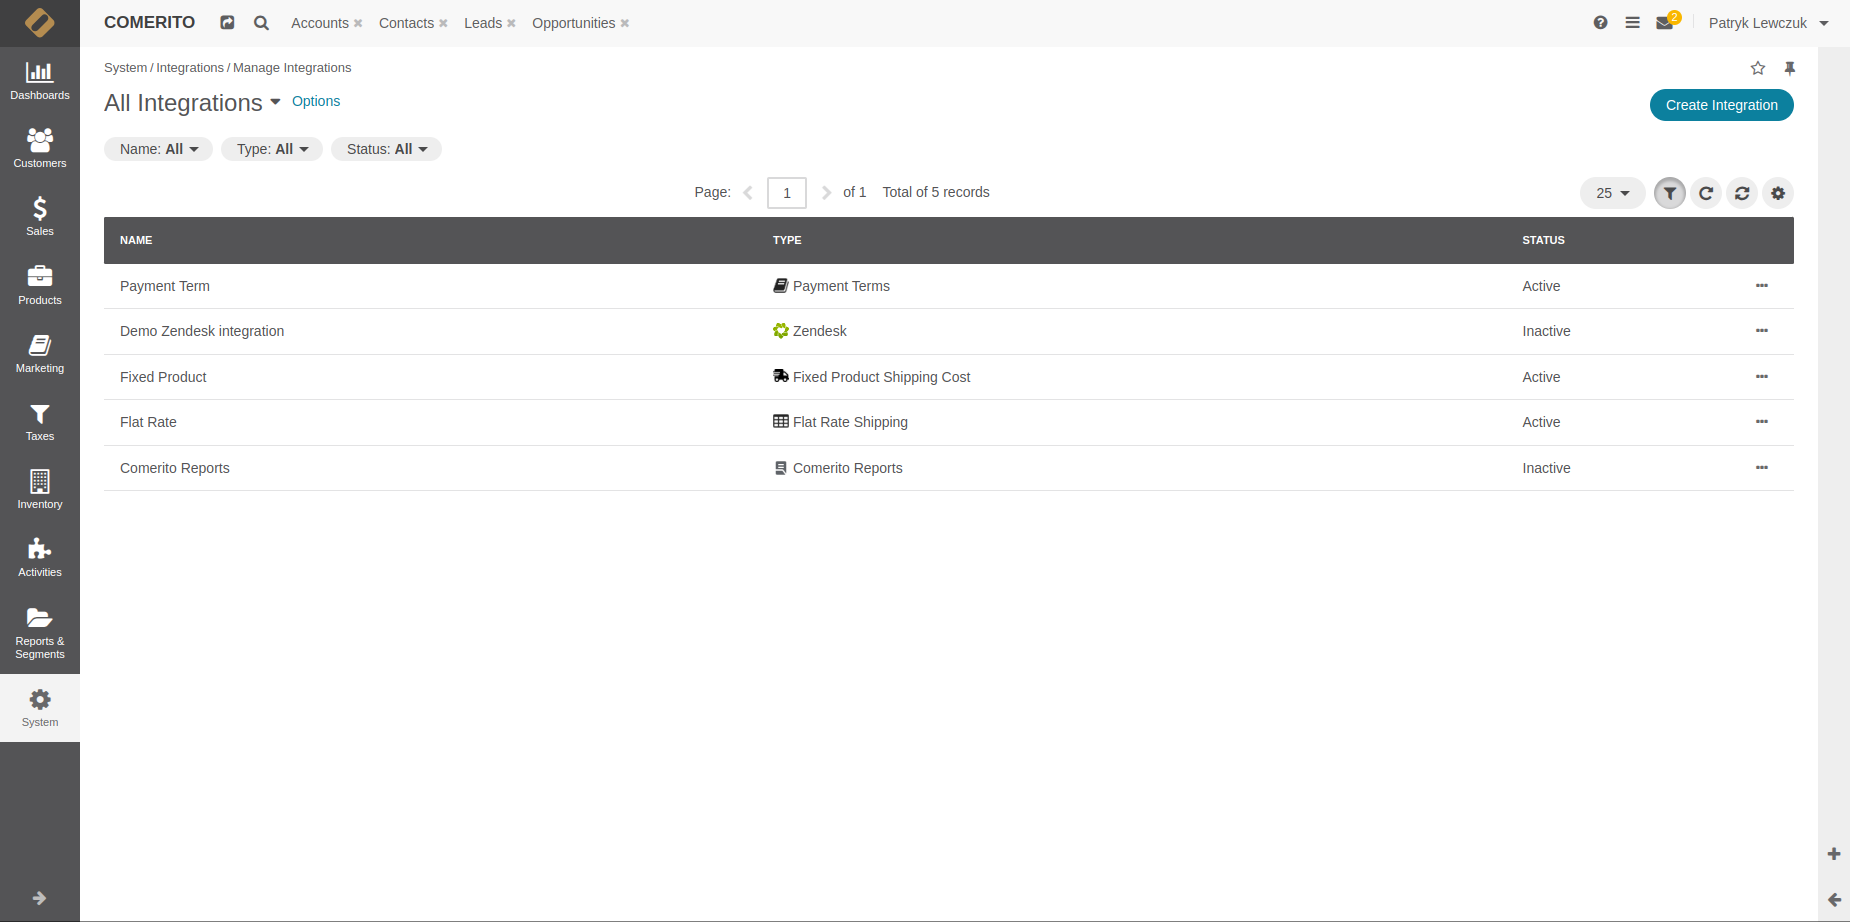 COMERITO Accounts Contacts Leads Opportunities 2 Patryk Lewczuk
Dashboards
Customers
Sales
Products
Marketing
Taxes
Inventory
Activities
Reports &
Segments
System
System / Integrations / Manage Integrations
All Integrations Options Create Integration
Name: All Type: All Status: All
Page: 1 of 1 Total of 5 records 25
NAME TYPE STATUS
Payment Term Payment Terms Active
Demo Zendesk integration Zendesk Inactive
Fixed Product Fixed Product Shipping Cost Active
Flat Rate Flat Rate Shipping Active
Comerito Reports Comerito Reports Inactive